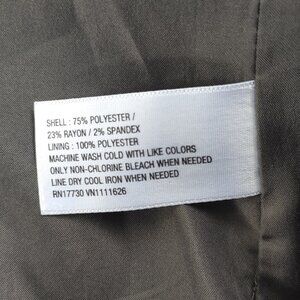 SHELL : 75% POLYESTER /
23% RAYON / 2% SPANDEX
LINING : 100% POLYESTER
MACHINE WASH COLD WITH LIKE COLORS
ONLY NON-CHLORINE BLEACH WHEN NEEDED
LINE DRY COOL IRON WHEN NEEDED
RN17730 VN1111626